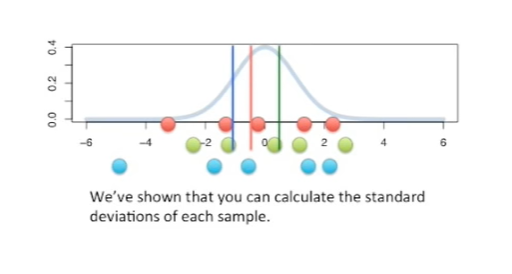 0.4
0.2
0.0
-6 -4 -2 0 2 4 6
We've shown that you can calculate the standard
deviations of each sample.